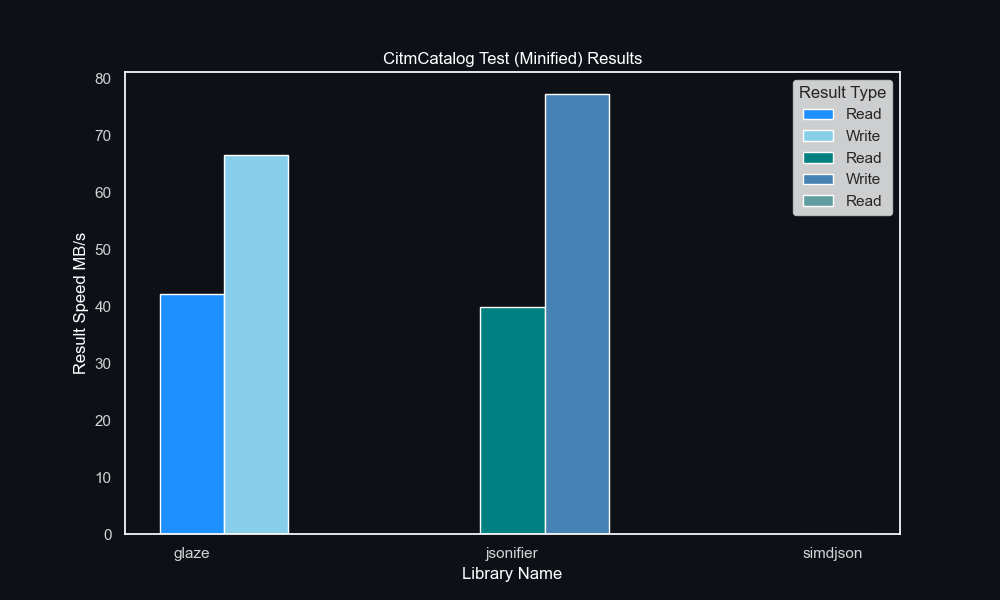 CitmCatalog Test (Minified) Results
80
70
60
50
40
30
20
10
0
Result Speed MB/s
Result Type
Read
Write
Read
Write
Read
glaze
jsonifier
simdjson
Library Name